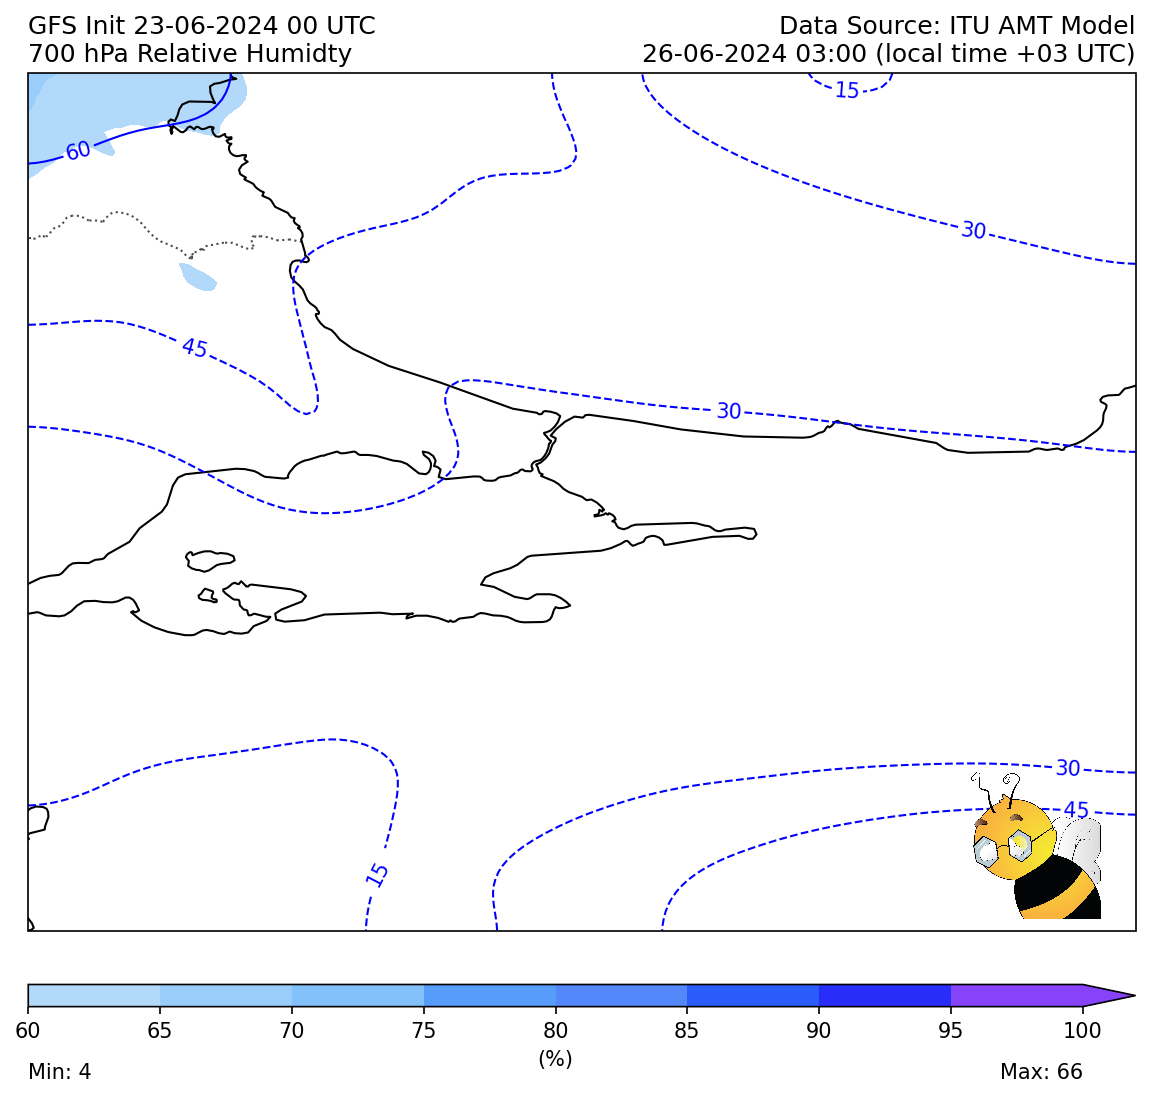 GFS Init 23-06-2024 00 UTC
Data Source: ITU AMT Model
700 hPa Relative Humidty
26-06-2024 03:00 (local time +03 UTC)
15
60
30
45
30
30
45
15
60 65 70 75 80 85 90 95 100
(%)
Min: 4
Max: 66